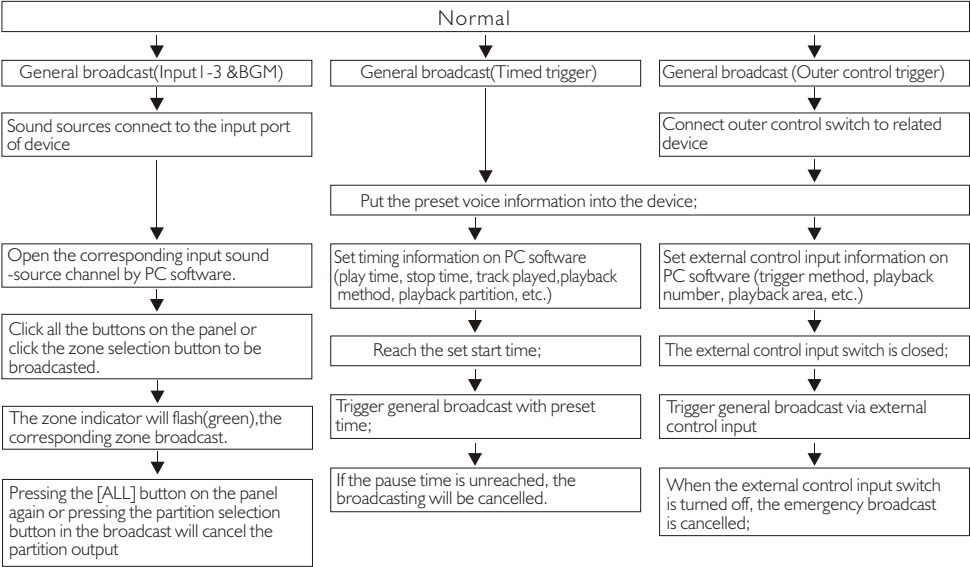 Normal
General broadcast(Input1-3 &BGM)
General broadcast(Timed trigger)
General broadcast (Outer control trigger)
Sound sources connect to the input port
of device
Connect outer control switch to related
device
Put the preset voice information into the device;
Open the corresponding input sound
-source channel by PC software.
Set timing information on PC software
(play time, stop time, track played,playback
method, playback partition, etc.)
Set external control input information on
PC software (trigger method, playback
number, playback area, etc.)
Click all the buttons on the panel or
click the zone selection button to be
broadcasted.
Reach the set start time;
The external control input switch is closed;
The zone indicator will flash(green),the
corresponding zone broadcast.
Trigger general broadcast with preset
time;
Trigger general broadcast via external
control input
Pressing the [ALL] button on the panel
again or pressing the partition selection
button in the broadcast will cancel the
partition output
If the pause time is unreached, the
broadcasting will be cancelled.
When the external control input switch
is turned off, the emergency broadcast
is cancelled;